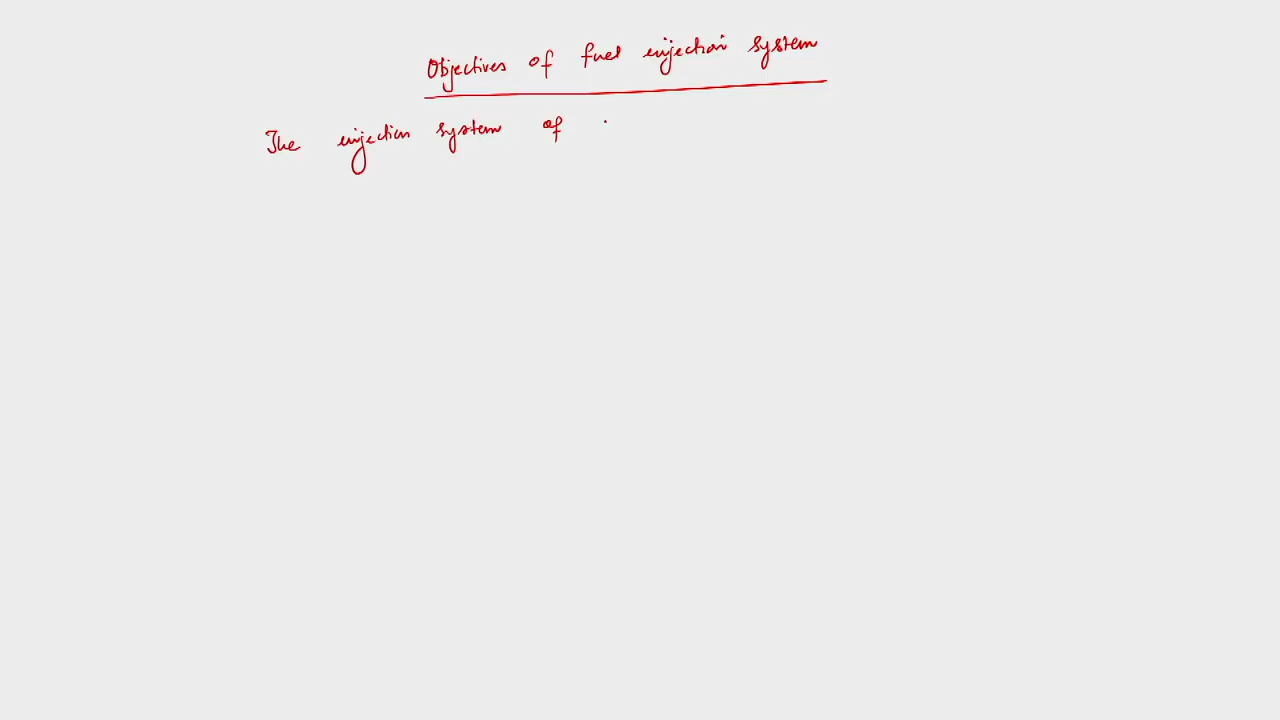 Objectives of fuel injection system
The injection system of